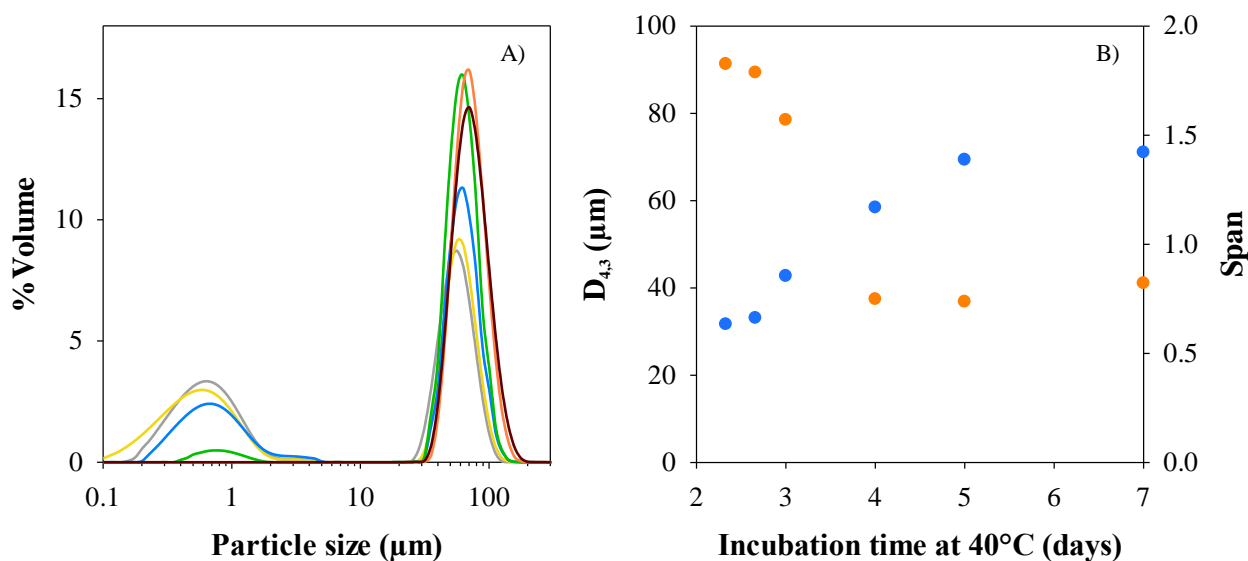 A)
% Volume
15
10
5
0
0.1 1 10 100
Particle size (µm)
B)
D4,3 (µm)
100
80
60
40
20
0
2 3 4 5 6 7
Incubation time at 40°C (days)
2.0
1.5
1.0
0.5
0.0
Span